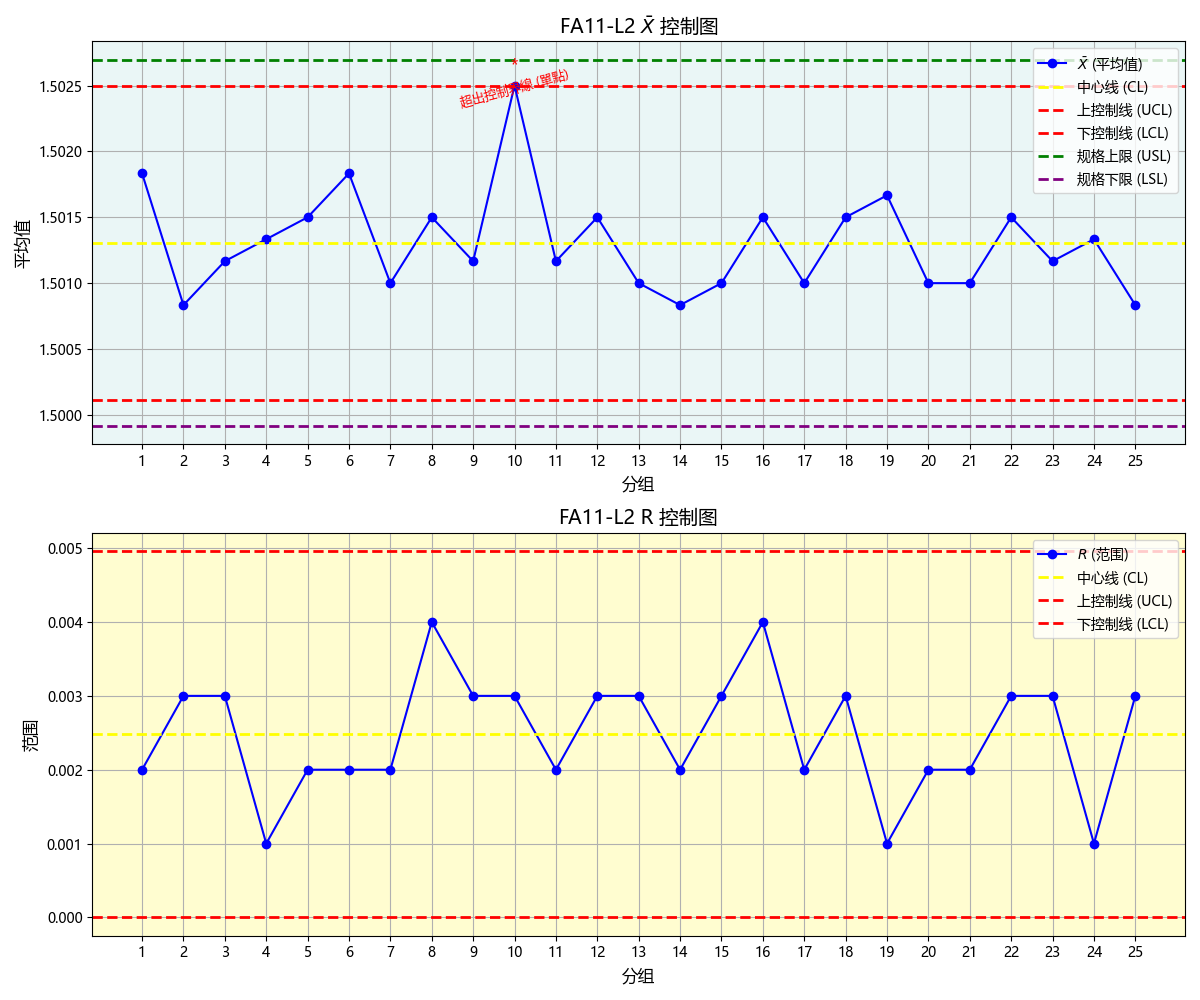 FA11-L2 X̄ 控制图
平均值
1.5025
1.5020
1.5015
1.5010
1.5005
1.5000
*
超出控制界線 (單點)
X̄ (平均值)
中心线 (CL)
上控制线 (UCL)
下控制线 (LCL)
规格上限 (USL)
规格下限 (LSL)
1 2 3 4 5 6 7 8 9 10 11 12 13 14 15 16 17 18 19 20 21 22 23 24 25
分组
FA11-L2 R 控制图
范围
0.005
0.004
0.003
0.002
0.001
0.000
R (范围)
中心线 (CL)
上控制线 (UCL)
下控制线 (LCL)
1 2 3 4 5 6 7 8 9 10 11 12 13 14 15 16 17 18 19 20 21 22 23 24 25
分组